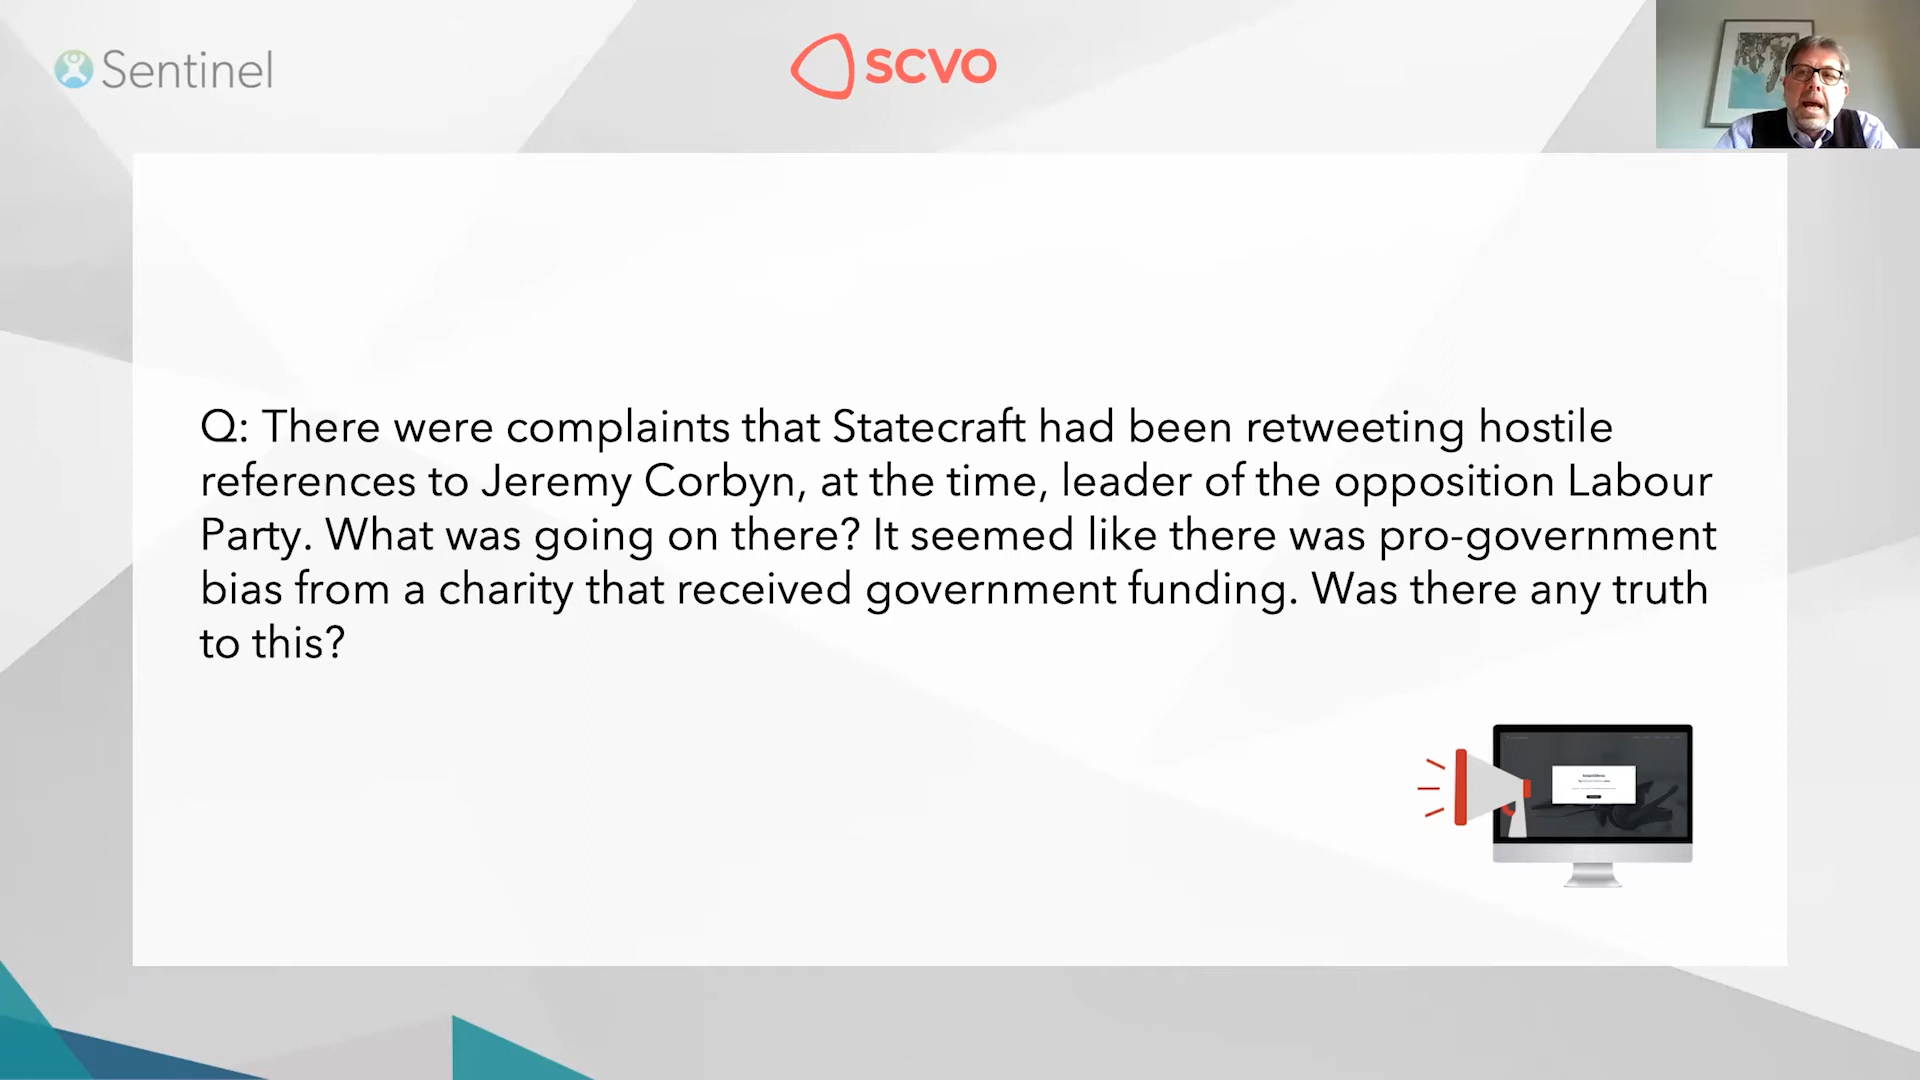 Sentinel
scvo
Q: There were complaints that Statecraft had been retweeting hostile
references to Jeremy Corbyn, at the time, leader of the opposition Labour
Party. What was going on there? It seemed like there was pro-government
bias from a charity that received government funding. Was there any truth
to this?